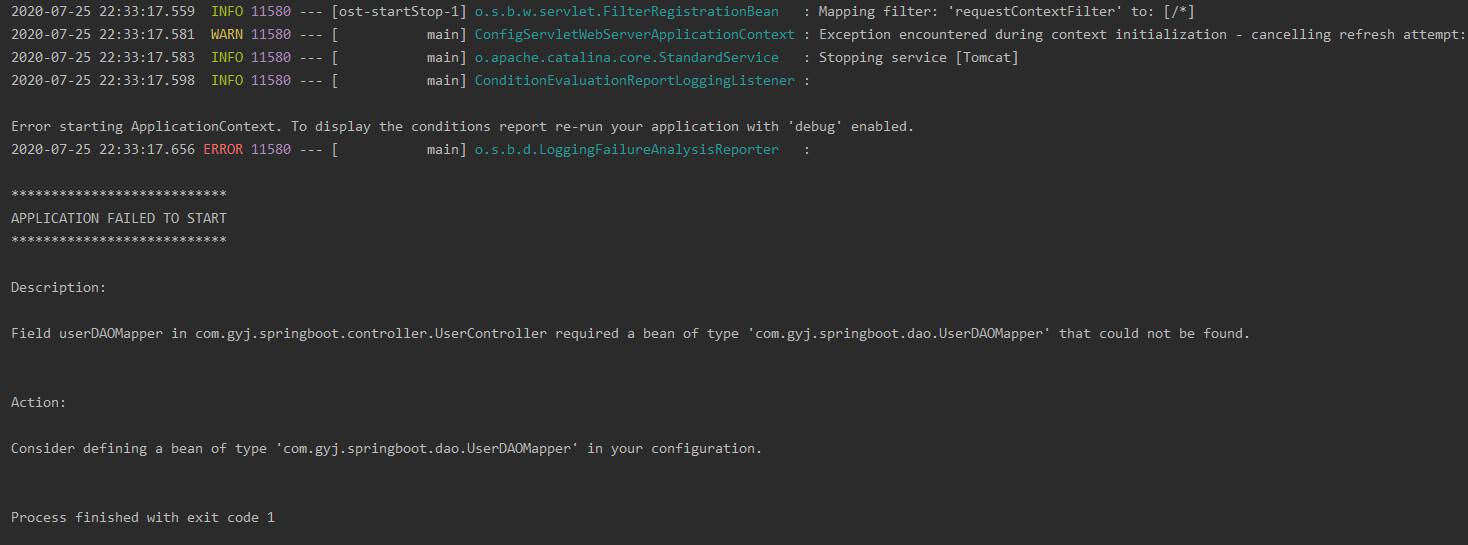 2020-07-25 22:33:17.559  INFO 11580 --- [ost-startStop-1] o.s.b.w.servlet.FilterRegistrationBean   : Mapping filter: 'requestContextFilter' to: [/*]
2020-07-25 22:33:17.581  WARN 11580 --- [           main] ConfigServletWebServerApplicationContext : Exception encountered during context initialization - cancelling refresh attempt:
2020-07-25 22:33:17.583  INFO 11580 --- [           main] o.apache.catalina.core.StandardService   : Stopping service [Tomcat]
2020-07-25 22:33:17.598  INFO 11580 --- [           main] ConditionEvaluationReportLoggingListener :
Error starting ApplicationContext. To display the conditions report re-run your application with 'debug' enabled.
2020-07-25 22:33:17.656 ERROR 11580 --- [           main] o.s.b.d.LoggingFailureAnalysisReporter   :
***************************
APPLICATION FAILED TO START
***************************
Description:
Field userDAOMapper in com.gyj.springboot.controller.UserController required a bean of type 'com.gyj.springboot.dao.UserDAOMapper' that could not be found.
Action:
Consider defining a bean of type 'com.gyj.springboot.dao.UserDAOMapper' in your configuration.
Process finished with exit code 1